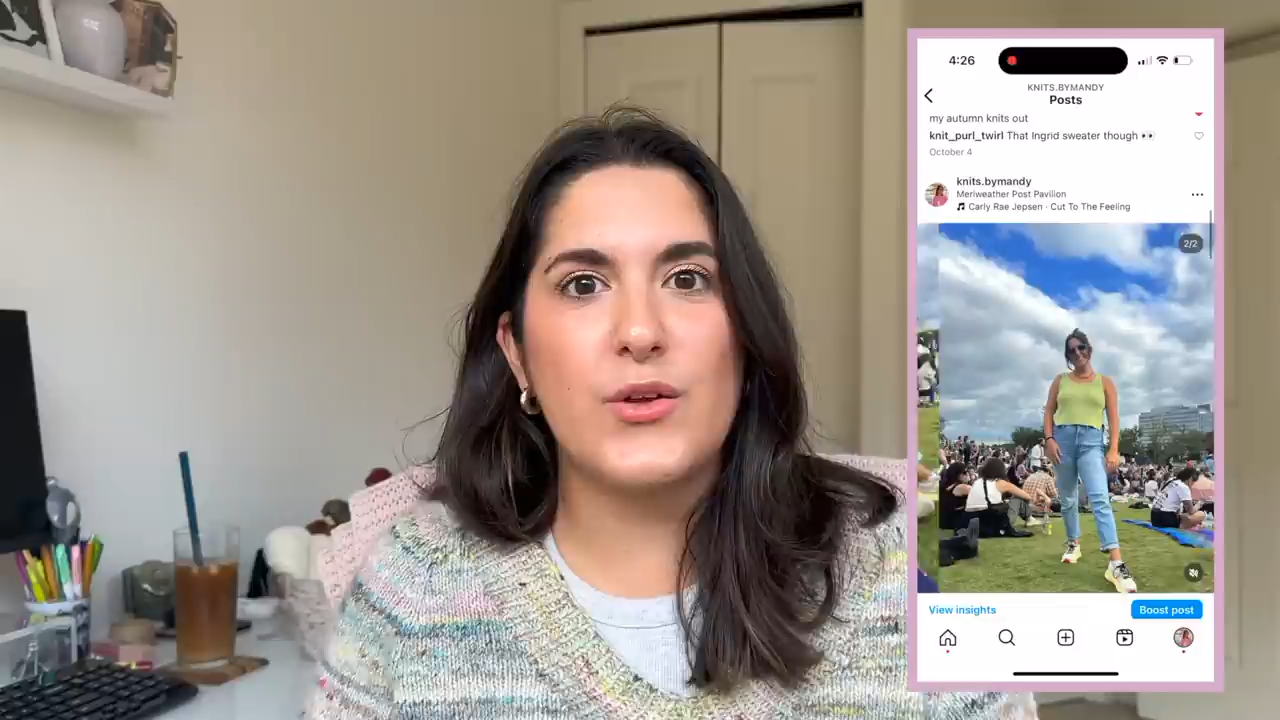 4:26
KNITS.BYMANDY
Posts
my autumn knits out
knit_purl_twirl That Ingrid sweater though 👀
October 4
knits.bymandy
Meriweather Post Pavilion
Carly Rae Jepsen · Cut To The Feeling
2/2
View insights
Boost post